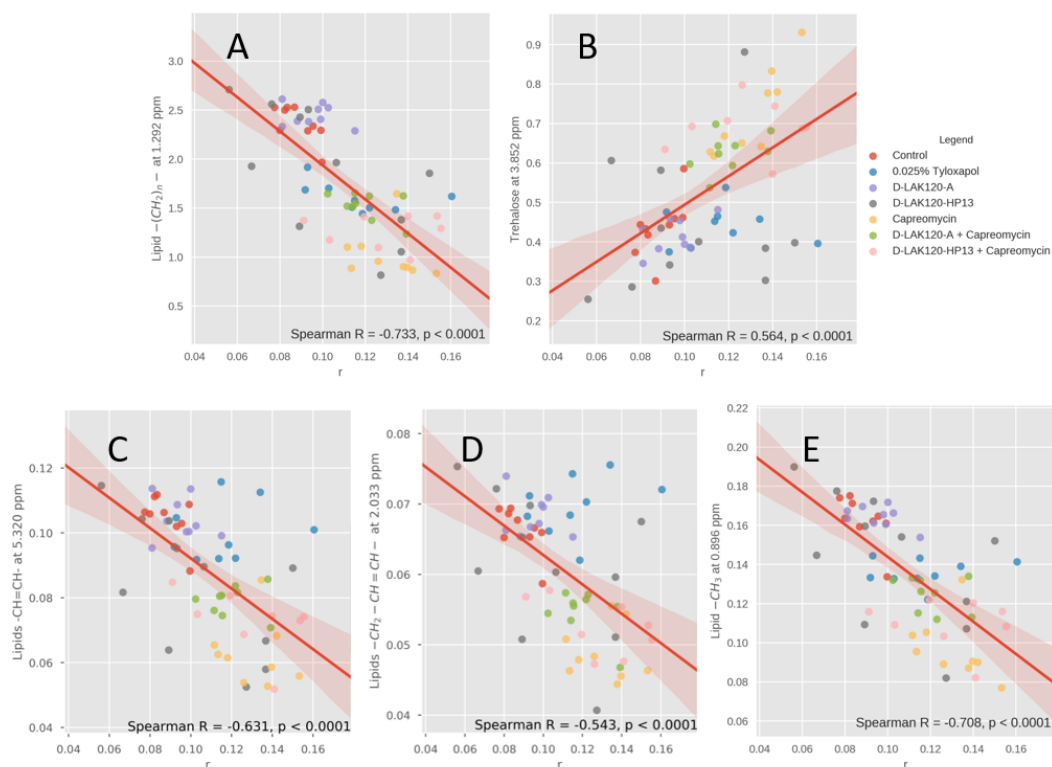 A
Lipid −(CH₂)ₙ − at 1.292 ppm
3.0
2.5
2.0
1.5
1.0
0.5
Spearman R = -0.733, p < 0.0001
0.04 0.06 0.08 0.10 0.12 0.14 0.16
r
B
Trehalose at 3.852 ppm
0.9
0.8
0.7
0.6
0.5
0.4
0.3
0.2
Spearman R = 0.564, p < 0.0001
0.04 0.06 0.08 0.10 0.12 0.14 0.16
r
Legend
Control
0.025% Tyloxapol
D-LAK120-A
D-LAK120-HP13
Capreomycin
D-LAK120-A + Capreomycin
D-LAK120-HP13 + Capreomycin
C
Lipids -CH=CH- at 5.320 ppm
0.12
0.10
0.08
0.06
0.04
Spearman R = -0.631, p < 0.0001
0.04 0.06 0.08 0.10 0.12 0.14 0.16
r
D
Lipids −CH₂ − CH = CH − at 2.033 ppm
0.08
0.07
0.06
0.05
0.04
Spearman R = -0.543, p < 0.0001
0.04 0.06 0.08 0.10 0.12 0.14 0.16
r
E
Lipid −CH₃ at 0.896 ppm
0.22
0.20
0.18
0.16
0.14
0.12
0.10
0.08
0.06
Spearman R = -0.708, p < 0.0001
0.04 0.06 0.08 0.10 0.12 0.14 0.16
r